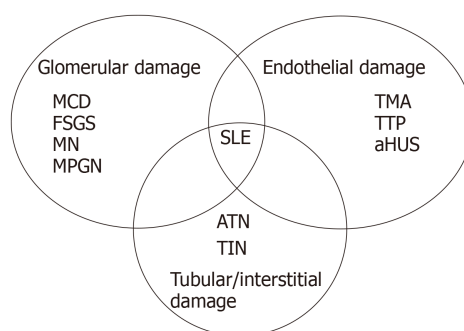 Glomerular damage
MCD
FSGS
MN
MPGN
Endothelial damage
TMA
TTP
aHUS
SLE
ATN
TIN
Tubular/interstitial
damage